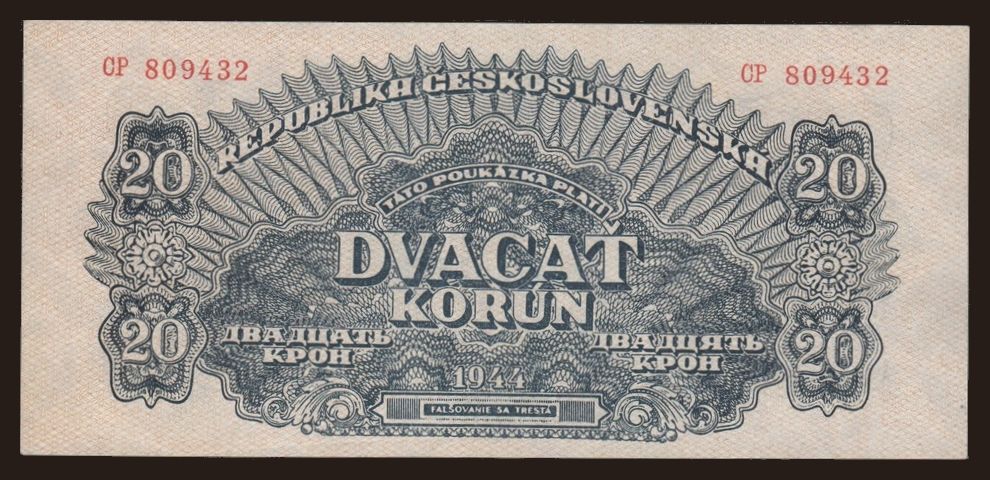 CP 809432
CP 809432
REPUBLIKA ČESKOSLOVENSKÁ
20
20
TÁTO POUKÁZKA PLATÍ
DVACAŤ
KORÚN
ДВАДЦАТЬ
КРОН
ДВАДЦЯТЬ
КРОН
20
20
1944
FALŠOVANIE SA TRESTÁ